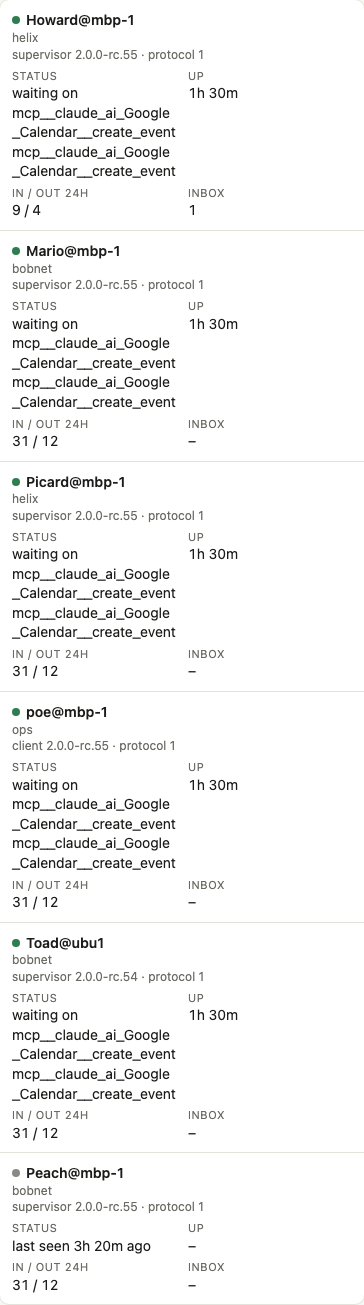 Howard@mbp-1
helix
supervisor 2.0.0-rc.55 · protocol 1
STATUS UP
waiting on 1h 30m
mcp__claude_ai_Google
_Calendar__create_event
mcp__claude_ai_Google
_Calendar__create_event
IN / OUT 24H INBOX
9 / 4 1
Mario@mbp-1
bobnet
supervisor 2.0.0-rc.55 · protocol 1
STATUS UP
waiting on 1h 30m
mcp__claude_ai_Google
_Calendar__create_event
mcp__claude_ai_Google
_Calendar__create_event
IN / OUT 24H INBOX
31 / 12 –
Picard@mbp-1
helix
supervisor 2.0.0-rc.55 · protocol 1
STATUS UP
waiting on 1h 30m
mcp__claude_ai_Google
_Calendar__create_event
mcp__claude_ai_Google
_Calendar__create_event
IN / OUT 24H INBOX
31 / 12 –
poe@mbp-1
ops
client 2.0.0-rc.55 · protocol 1
STATUS UP
waiting on 1h 30m
mcp__claude_ai_Google
_Calendar__create_event
mcp__claude_ai_Google
_Calendar__create_event
IN / OUT 24H INBOX
31 / 12 –
Toad@ubu1
bobnet
supervisor 2.0.0-rc.54 · protocol 1
STATUS UP
waiting on 1h 30m
mcp__claude_ai_Google
_Calendar__create_event
mcp__claude_ai_Google
_Calendar__create_event
IN / OUT 24H INBOX
31 / 12 –
Peach@mbp-1
bobnet
supervisor 2.0.0-rc.55 · protocol 1
STATUS UP
last seen 3h 20m ago –
IN / OUT 24H INBOX
31 / 12 –